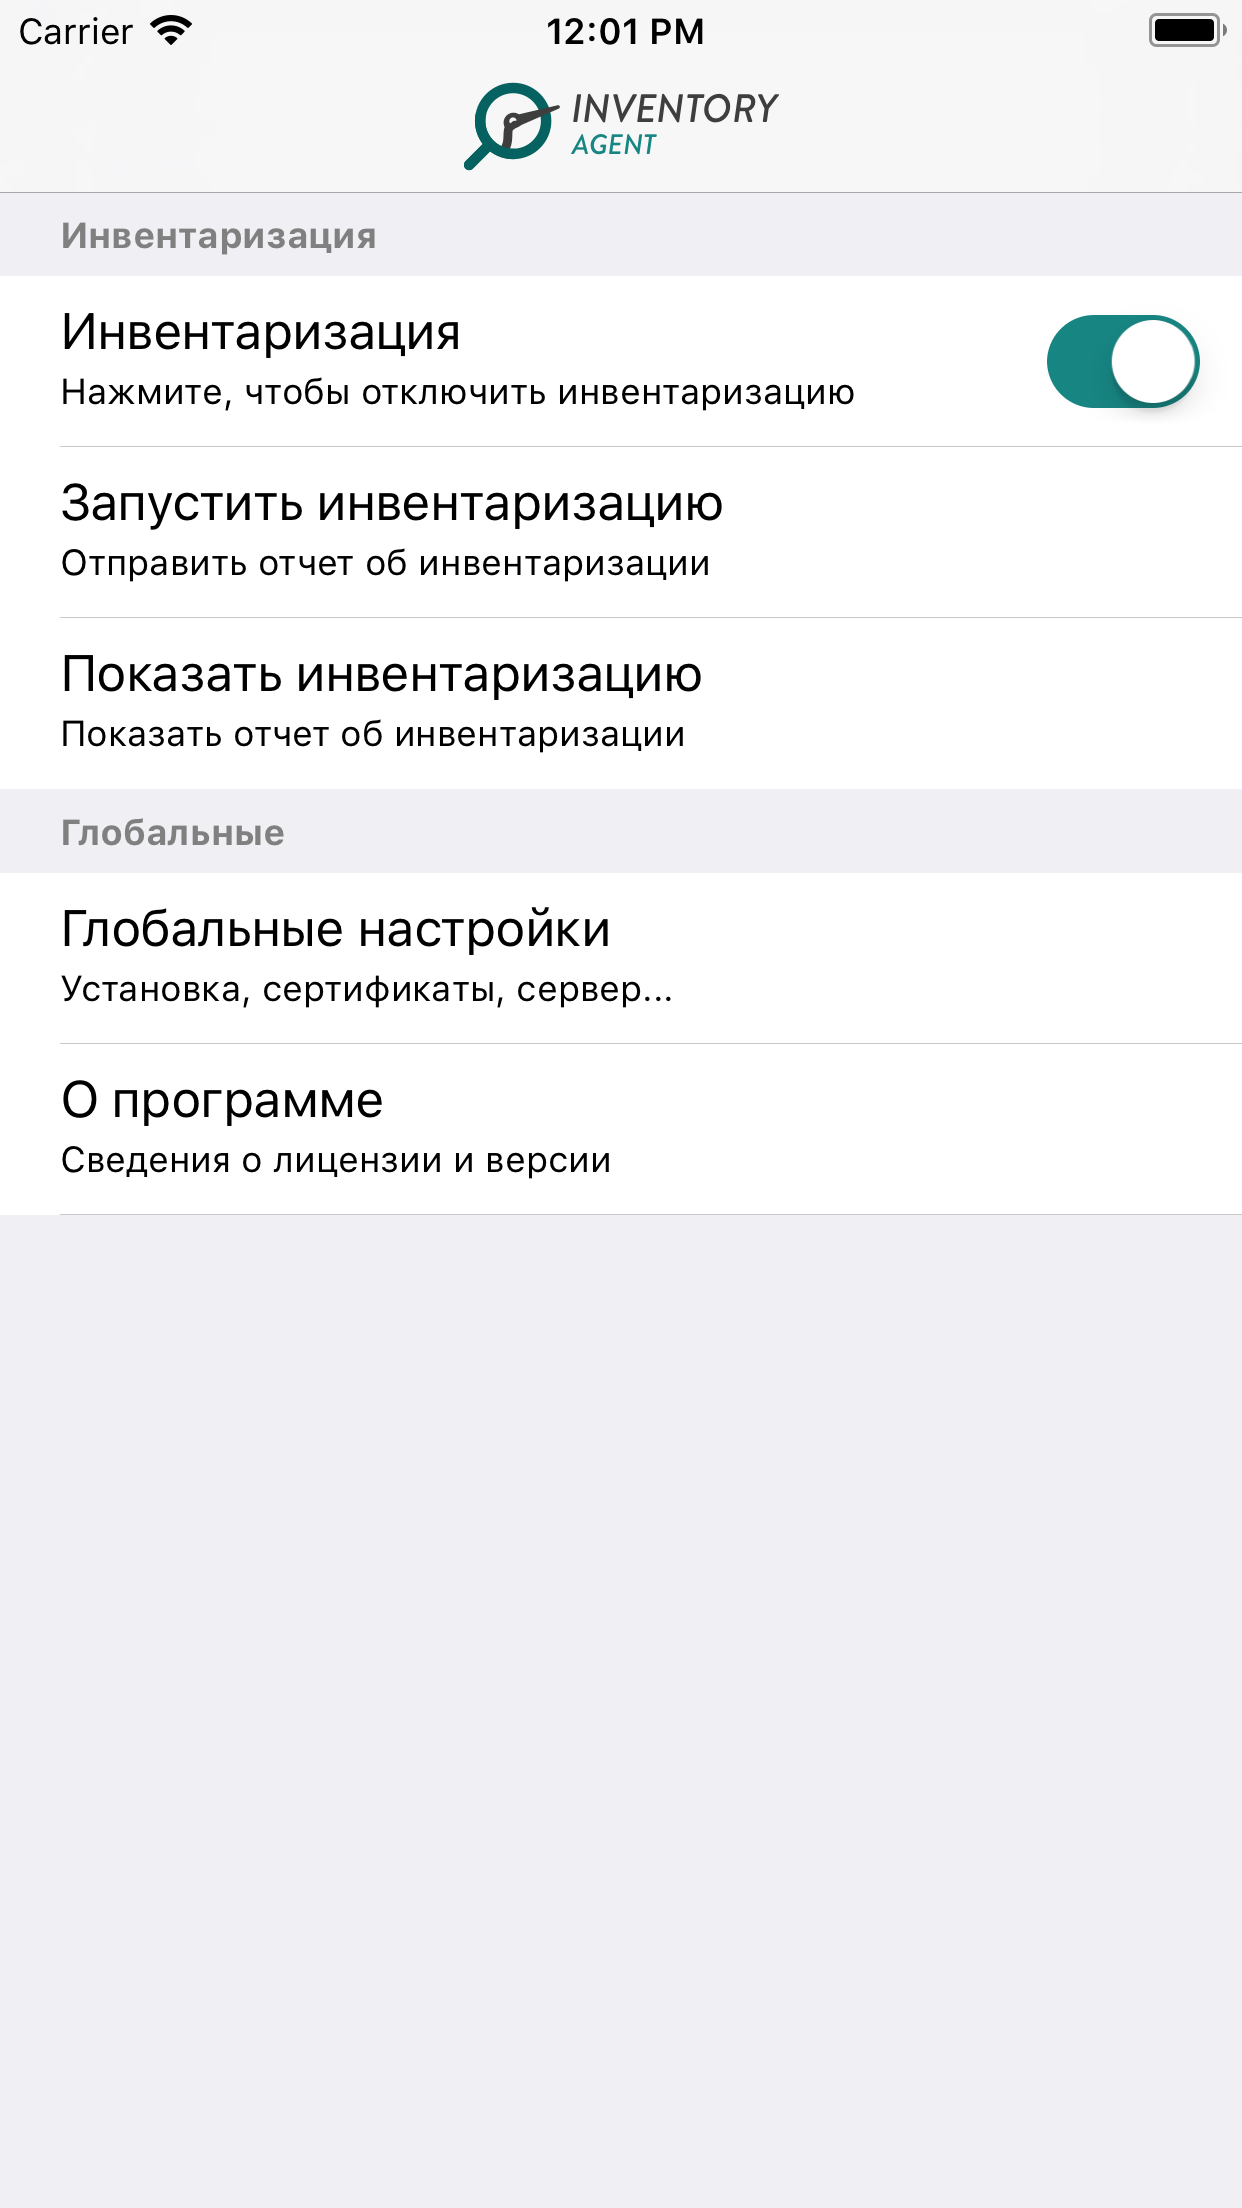 Carrier 12:01 PM
INVENTORY
AGENT
Инвентаризация
Инвентаризация
Нажмите, чтобы отключить инвентаризацию
Запустить инвентаризацию
Отправить отчет об инвентаризации
Показать инвентаризацию
Показать отчет об инвентаризации
Глобальные
Глобальные настройки
Установка, сертификаты, сервер...
О программе
Сведения о лицензии и версии